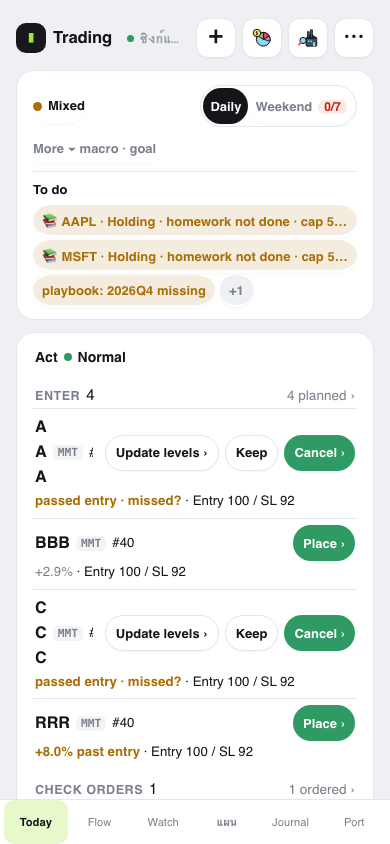 Trading
ซิงก์แ...
Mixed
Daily Weekend 0/7
More macro · goal
To do
AAPL · Holding · homework not done · cap 5...
MSFT · Holding · homework not done · cap 5...
playbook: 2026Q4 missing +1
Act Normal
ENTER 4 4 planned ›
A
A MMT Update levels › Keep Cancel ›
A
passed entry · missed? · Entry 100 / SL 92
BBB MMT #40 Place ›
+2.9% · Entry 100 / SL 92
C
C MMT Update levels › Keep Cancel ›
C
passed entry · missed? · Entry 100 / SL 92
RRR MMT #40 Place ›
+8.0% past entry · Entry 100 / SL 92
CHECK ORDERS 1 1 ordered ›
Today Flow Watch แผน Journal Port